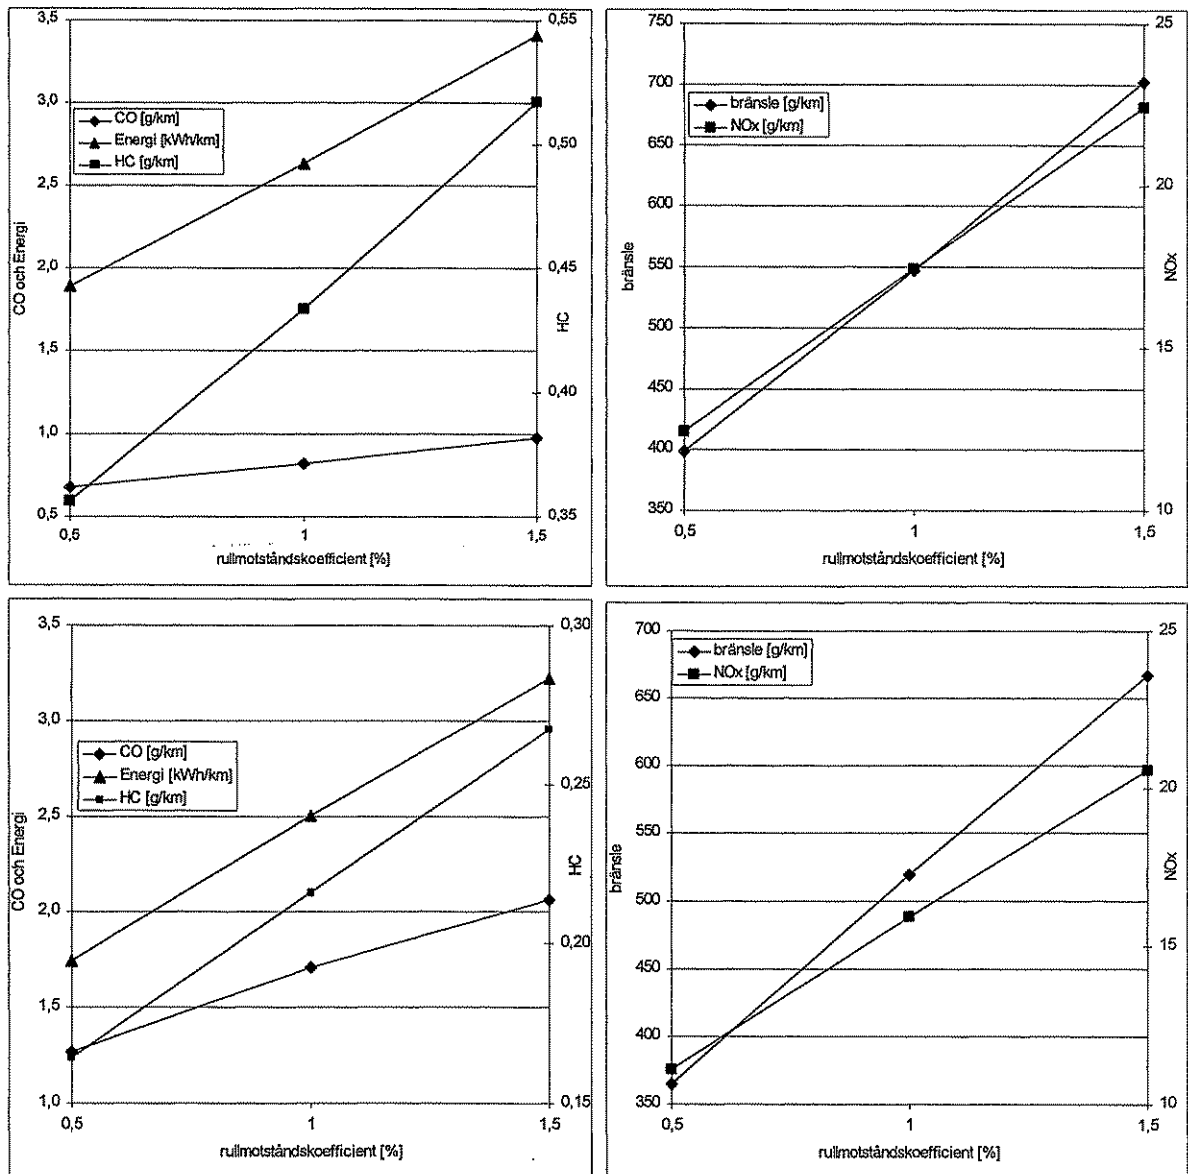 3,5
3,0
2,5
2,0
1,5
1,0
0,5
CO och Energi
0,55
0,50
0,45
0,40
0,35
HC
CO [g/km]
Energi [kWh/km]
HC [g/km]
0,5
1
1,5
rullmotståndskoefficient [%]
750
700
650
600
550
500
450
400
350
bränsle
25
20
15
10
NOx
bränsle [g/km]
NOx [g/km]
0,5
1
1,5
rullmotståndskoefficient [%]
3,5
3,0
2,5
2,0
1,5
1,0
CO och Energi
0,30
0,25
0,20
0,15
HC
CO [g/km]
Energi [kWh/km]
HC [g/km]
0,5
1
1,5
rullmotståndskoefficient [%]
700
650
600
550
500
450
400
350
bränsle
25
20
15
10
NOx
bränsle [g/km]
NOx [g/km]
0,5
1
1,5
rullmotståndskoefficient [%]